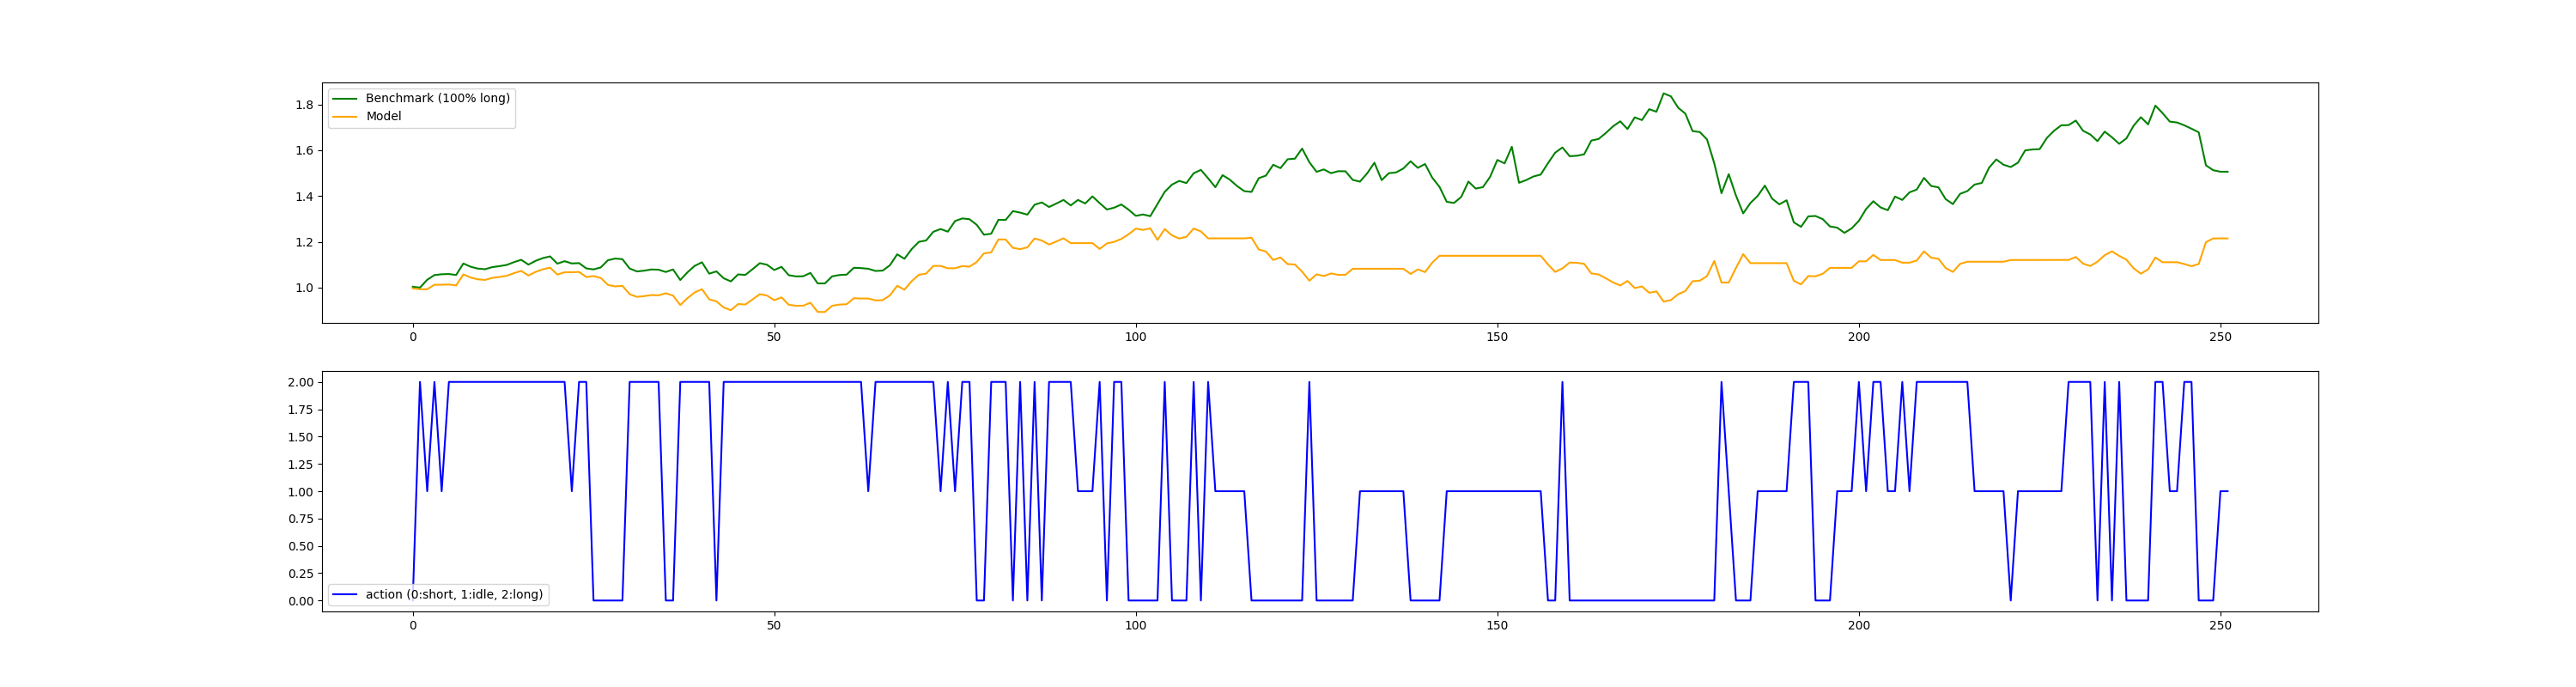 1.8
1.6
1.4
1.2
1.0
Benchmark (100% long)
Model
0 50 100 150 200 250
2.00
1.75
1.50
1.25
1.00
0.75
0.50
0.25
0.00
action (0:short, 1:idle, 2:long)
0 50 100 150 200 250